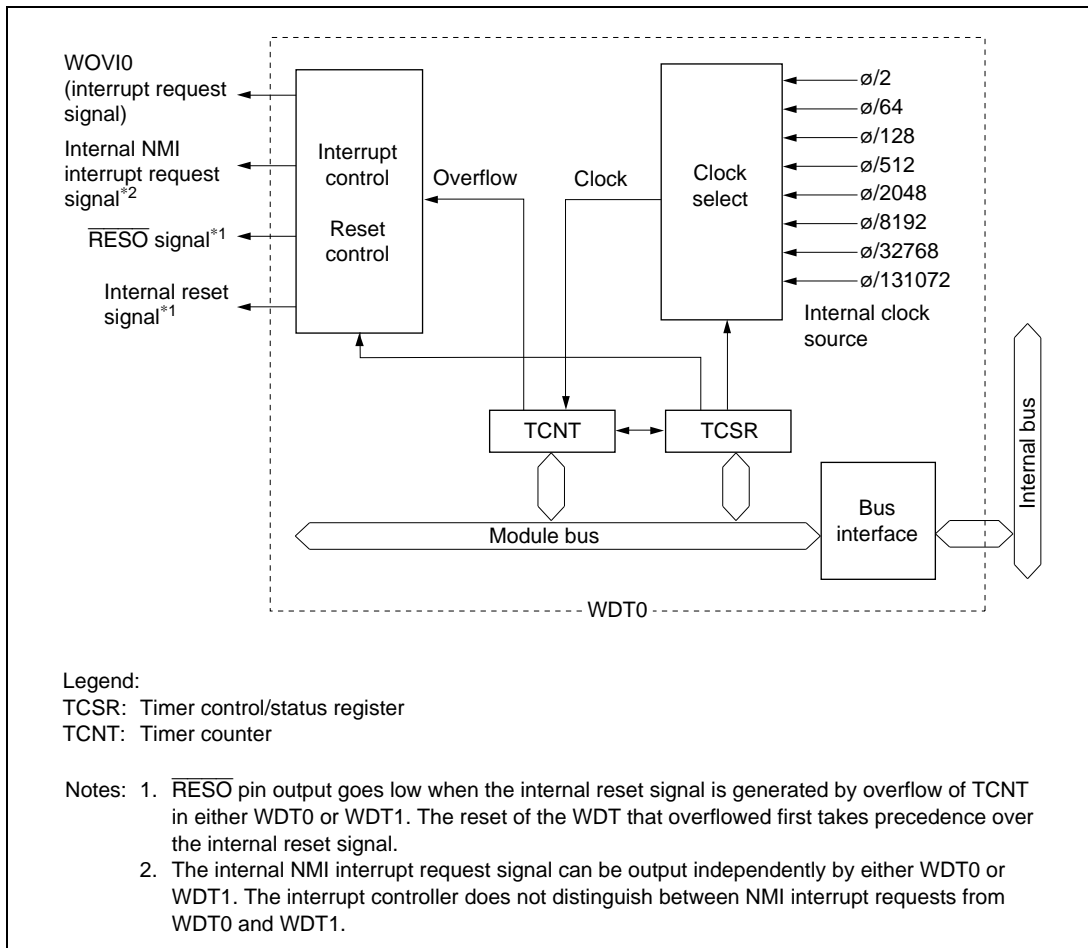 WOVI0
(interrupt request
signal)
Internal NMI
interrupt request
signal*2
RESO signal*1
Internal reset
signal*1
Interrupt
control
Reset
control
Overflow
Clock
Clock
select
ø/2
ø/64
ø/128
ø/512
ø/2048
ø/8192
ø/32768
ø/131072
Internal clock
source
TCNT
TCSR
Module bus
Bus
interface
Internal bus
WDT0
Legend:
TCSR: Timer control/status register
TCNT: Timer counter
Notes: 1. RESO pin output goes low when the internal reset signal is generated by overflow of TCNT
in either WDT0 or WDT1. The reset of the WDT that overflowed first takes precedence over
the internal reset signal.
2. The internal NMI interrupt request signal can be output independently by either WDT0 or
WDT1. The interrupt controller does not distinguish between NMI interrupt requests from
WDT0 and WDT1.